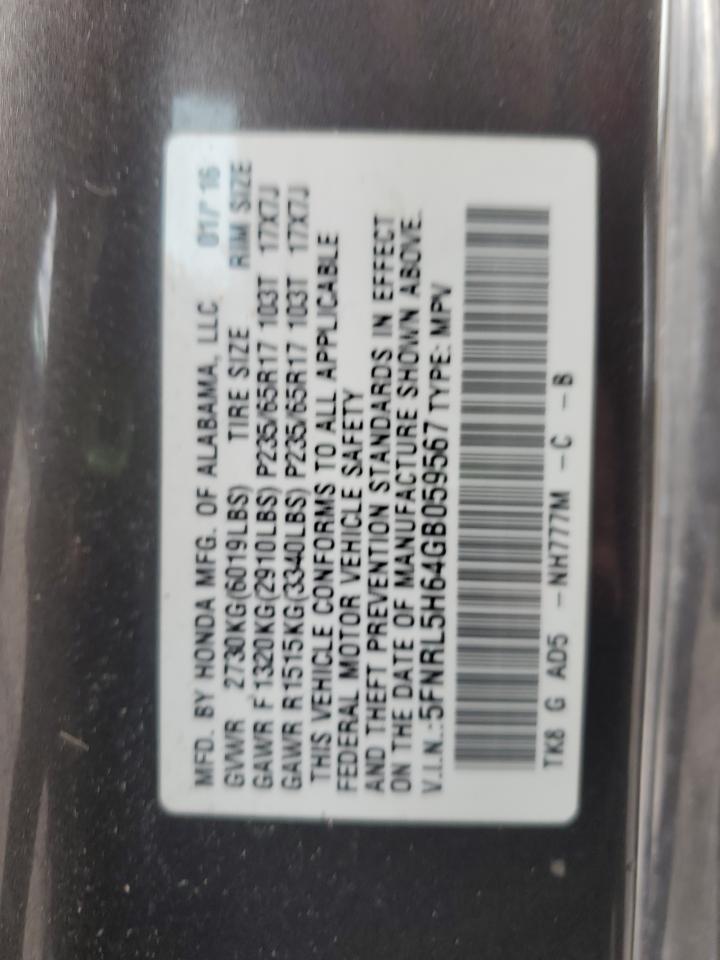 MFD. BY HONDA MFG. OF ALABAMA, LLC 01/'16
GVWR 2730KG(6019LBS) TIRE SIZE RIM SIZE
GAWR F 1320KG(2910LBS) P235/65R17 103T 17X7J
GAWR R 1515KG(3340LBS) P235/65R17 103T 17X7J
THIS VEHICLE CONFORMS TO ALL APPLICABLE
FEDERAL MOTOR VEHICLE SAFETY
AND THEFT PREVENTION STANDARDS IN EFFECT
ON THE DATE OF MANUFACTURE SHOWN ABOVE.
V.I.N.:5FNRL5H64GB059567 TYPE: MPV
TK8 G AD5 -NH777M -C -B